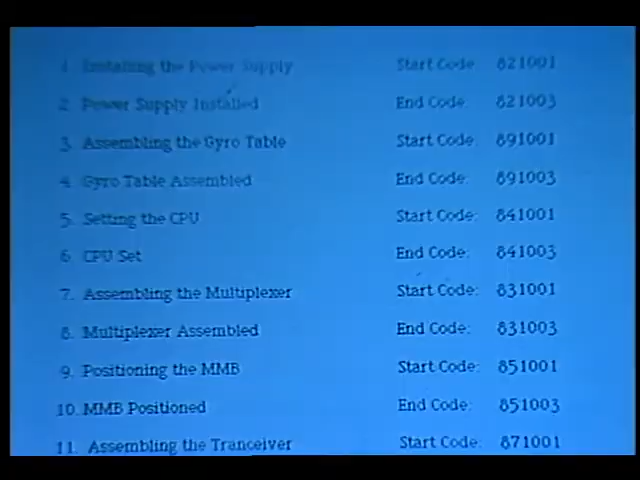 1. Installing the Power Supply Start Code: 821001
2. Power Supply Installed End Code: 821003
3. Assembling the Gyro Table Start Code: 891001
4. Gyro Table Assembled End Code: 891003
5. Setting the CPU Start Code: 841001
6. CPU Set End Code: 841003
7. Assembling the Multiplexer Start Code: 831001
8. Multiplexer Assembled End Code: 831003
9. Positioning the MMB Start Code: 851001
10. MMB Positioned End Code: 851003
11. Assembling the Tranceiver Start Code: 871001